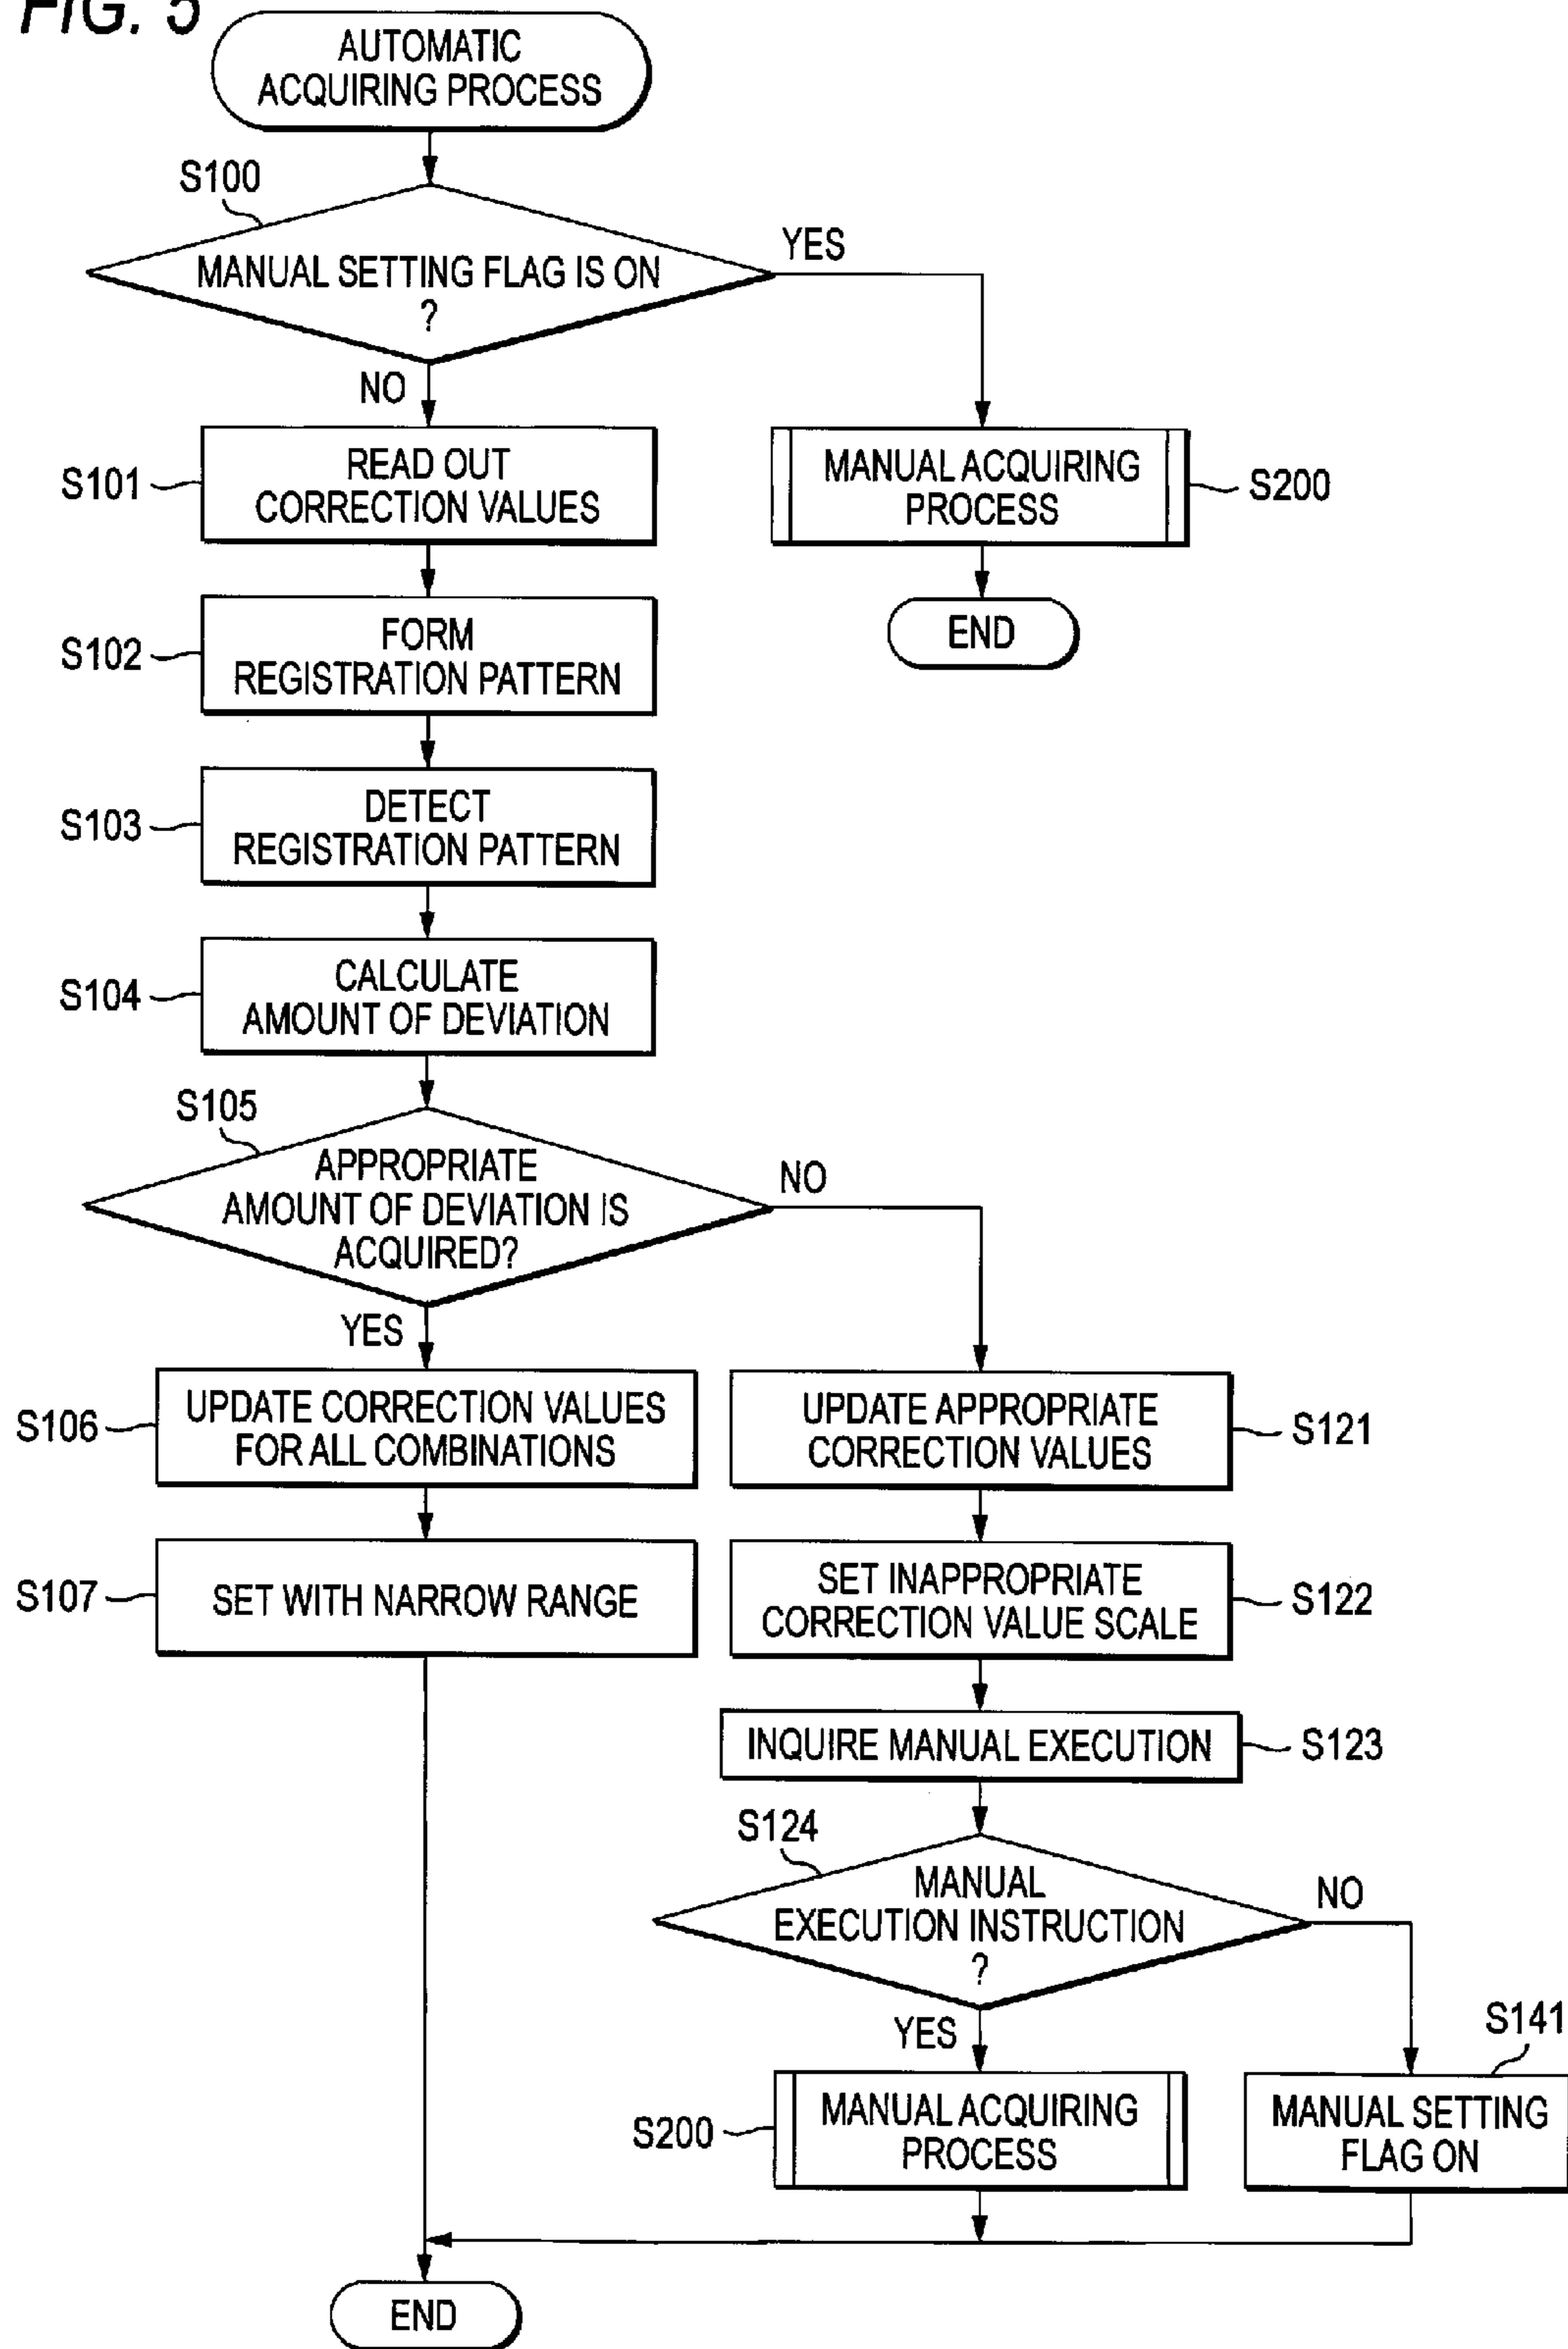 FIG. 5
AUTOMATIC
ACQUIRING PROCESS
S100
MANUAL SETTING FLAG IS ON
?
YES
NO
S101
READ OUT
CORRECTION VALUES
MANUAL ACQUIRING
PROCESS
S200
S102
FORM
REGISTRATION PATTERN
END
S103
DETECT
REGISTRATION PATTERN
S104
CALCULATE
AMOUNT OF DEVIATION
S105
APPROPRIATE
AMOUNT OF DEVIATION IS
ACQUIRED?
NO
YES
S106
UPDATE CORRECTION VALUES
FOR ALL COMBINATIONS
UPDATE APPROPRIATE
CORRECTION VALUES
S121
S107
SET WITH NARROW RANGE
SET INAPPROPRIATE
CORRECTION VALUE SCALE
S122
INQUIRE MANUAL EXECUTION
S123
S124
MANUAL
EXECUTION INSTRUCTION
?
NO
YES
S141
S200
MANUAL ACQUIRING
PROCESS
MANUAL SETTING
FLAG ON
END